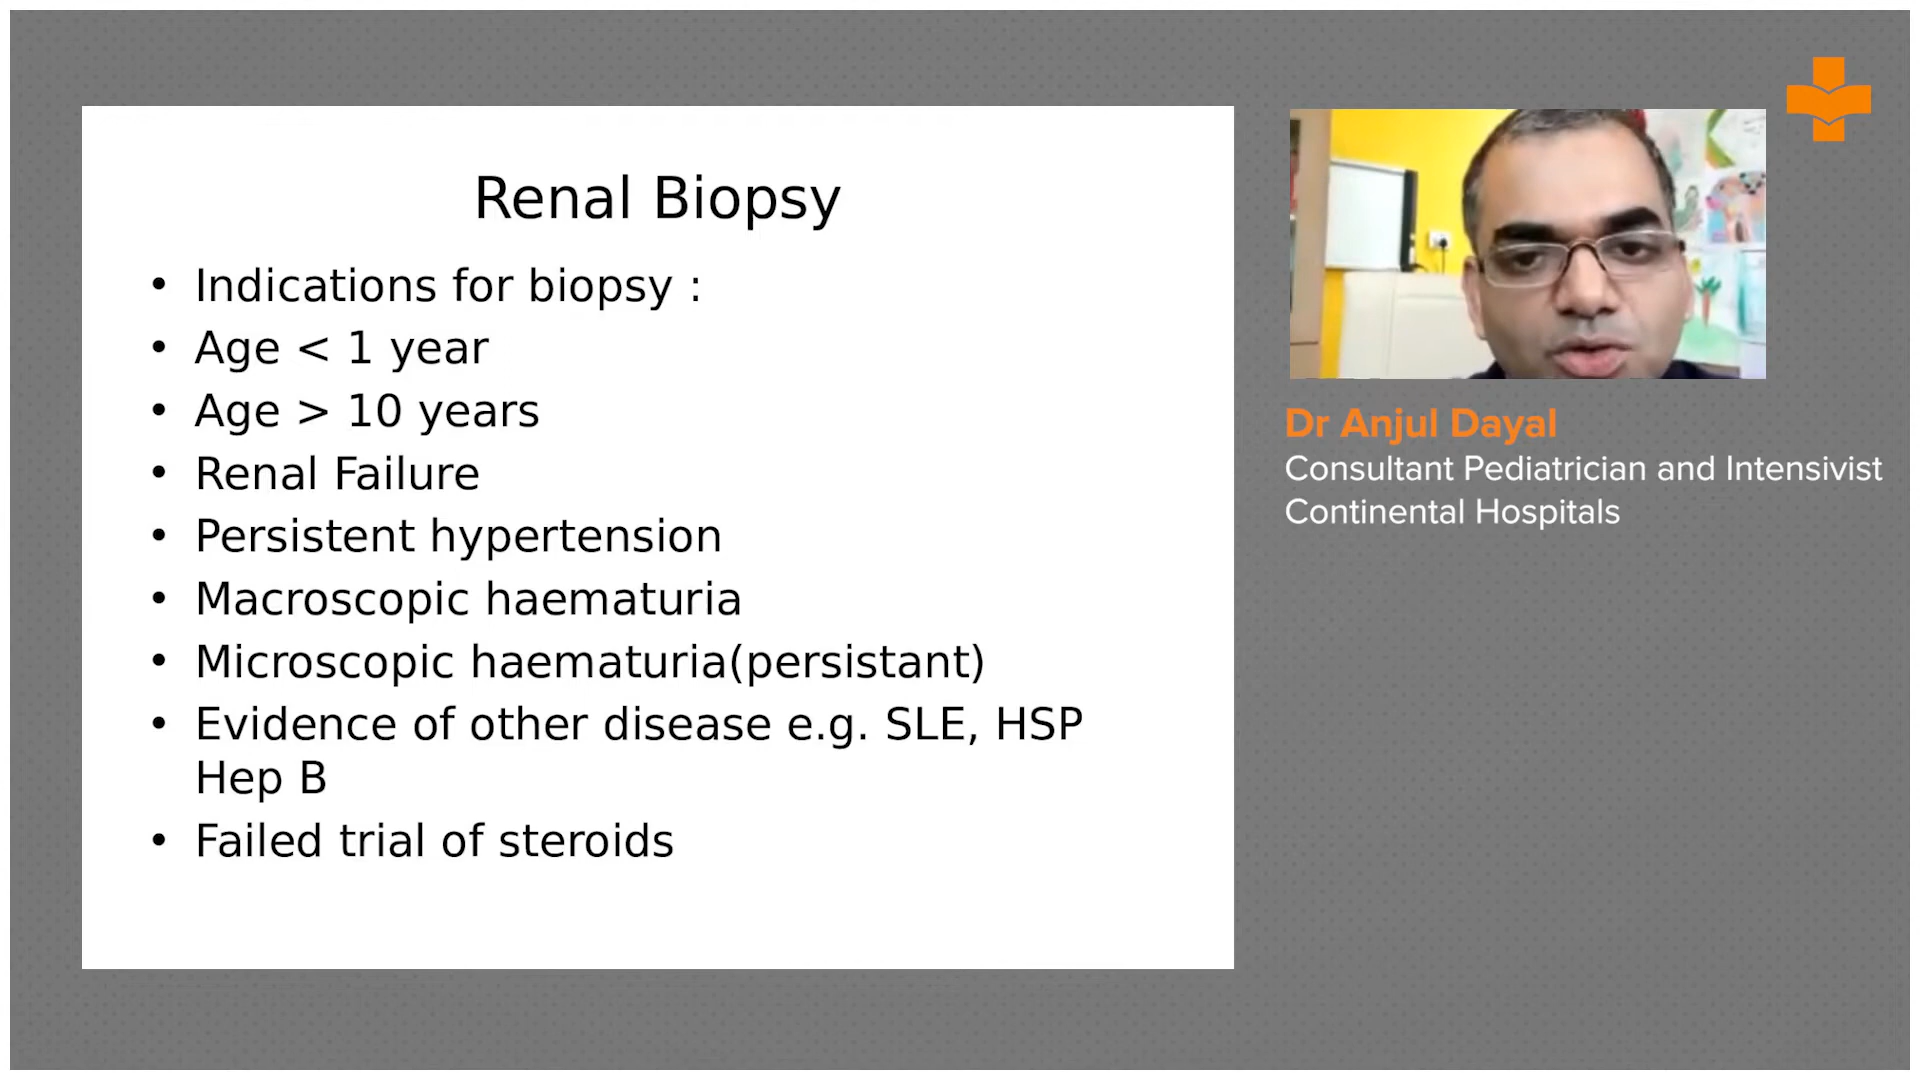 Renal Biopsy
• Indications for biopsy :
• Age < 1 year
• Age > 10 years
• Renal Failure
• Persistent hypertension
• Macroscopic haematuria
• Microscopic haematuria(persistant)
• Evidence of other disease e.g. SLE, HSP
Hep B
• Failed trial of steroids
Dr Anjul Dayal
Consultant Pediatrician and Intensivist
Continental Hospitals